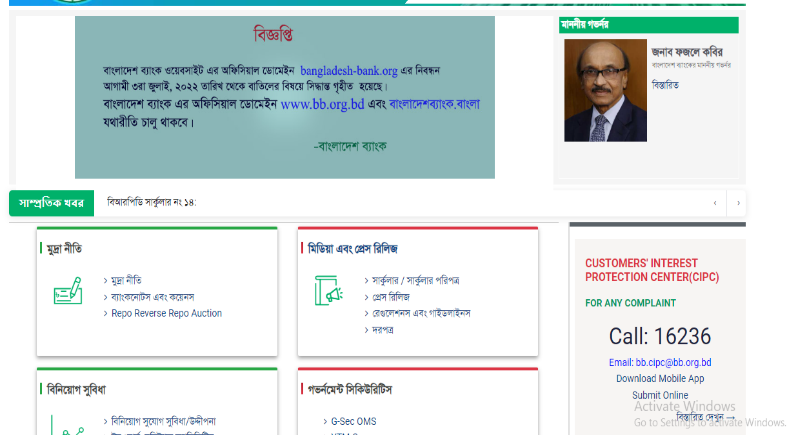 বিজ্ঞপ্তি
বাংলাদেশ ব্যাংক ওয়েবসাইট এর অফিসিয়াল ডোমেইন bangladesh-bank.org এর নিবন্ধন
আগামী ৩রা জুলাই, ২০২২ তারিখ থেকে বাতিলের বিষয়ে সিদ্ধান্ত গৃহীত হয়েছে।
বাংলাদেশ ব্যাংক এর অফিসিয়াল ডোমেইন www.bb.org.bd এবং বাংলাদেশব্যাংক.বাংলা
যথারীতি চালু থাকবে।
-বাংলাদেশ ব্যাংক
মাননীয় গভর্নর
জনাব ফজলে কবির
বাংলাদেশ ব্যাংকের মাননীয় গভর্নর
বিস্তারিত
সাম্প্রতিক খবর
বিআরপিডি সার্কুলার নং ১৪:
মুদ্রা নীতি
> মুদ্রা নীতি
> ব্যাংকনোটস এবং কয়েনস
> Repo Reverse Repo Auction
মিডিয়া এবং প্রেস রিলিজ
> সার্কুলার / সার্কুলার পরিপত্র
> প্রেস রিলিজ
> রেগুলেশনস এবং গাইডলাইনস
> দরপত্র
বিনিয়োগ সুবিধা
> বিনিয়োগ সুযোগ সুবিধা/উদ্দীপনা
গভর্নমেন্ট সিকিউরিটিস
> G-Sec OMS
CUSTOMERS' INTEREST
PROTECTION CENTER(CIPC)
FOR ANY COMPLAINT
Call: 16236
Email: bb.cipc@bb.org.bd
Download Mobile App
Submit Online
বিস্তারিত দেখুন →
Activate Windows
Go to Settings to activate Windows.